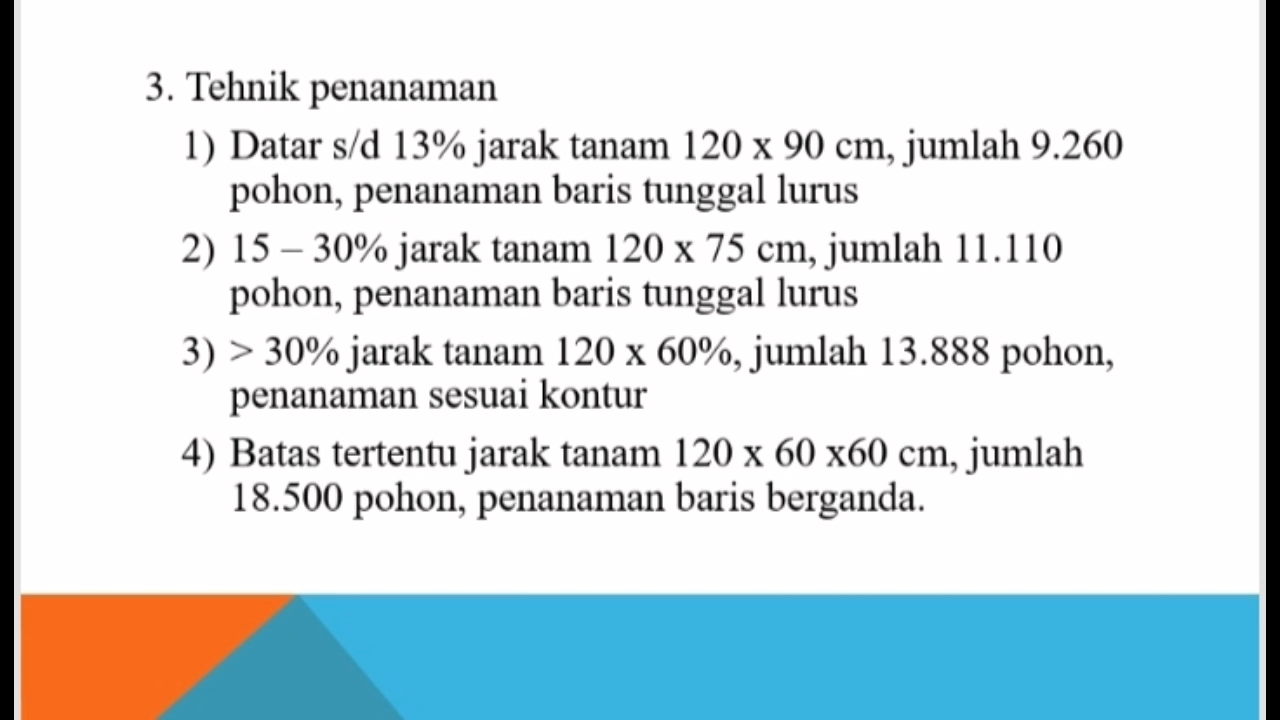 3. Tehnik penanaman
1) Datar s/d 13% jarak tanam 120 x 90 cm, jumlah 9.260
pohon, penanaman baris tunggal lurus
2) 15 – 30% jarak tanam 120 x 75 cm, jumlah 11.110
pohon, penanaman baris tunggal lurus
3) > 30% jarak tanam 120 x 60%, jumlah 13.888 pohon,
penanaman sesuai kontur
4) Batas tertentu jarak tanam 120 x 60 x60 cm, jumlah
18.500 pohon, penanaman baris berganda.